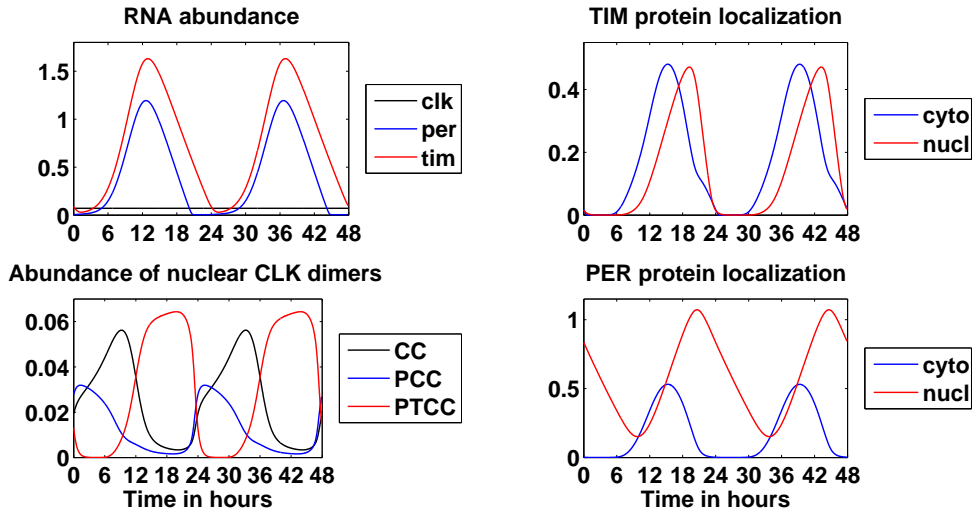 RNA abundance
1.5
1
0.5
0
0 6 12 18 24 30 36 42 48
clk
per
tim
TIM protein localization
0.4
0.2
0
0 6 12 18 24 30 36 42 48
cyto
nucl
Abundance of nuclear CLK dimers
0.06
0.04
0.02
0
0 6 12 18 24 30 36 42 48
Time in hours
CC
PCC
PTCC
PER protein localization
1
0.5
0
0 6 12 18 24 30 36 42 48
Time in hours
cyto
nucl